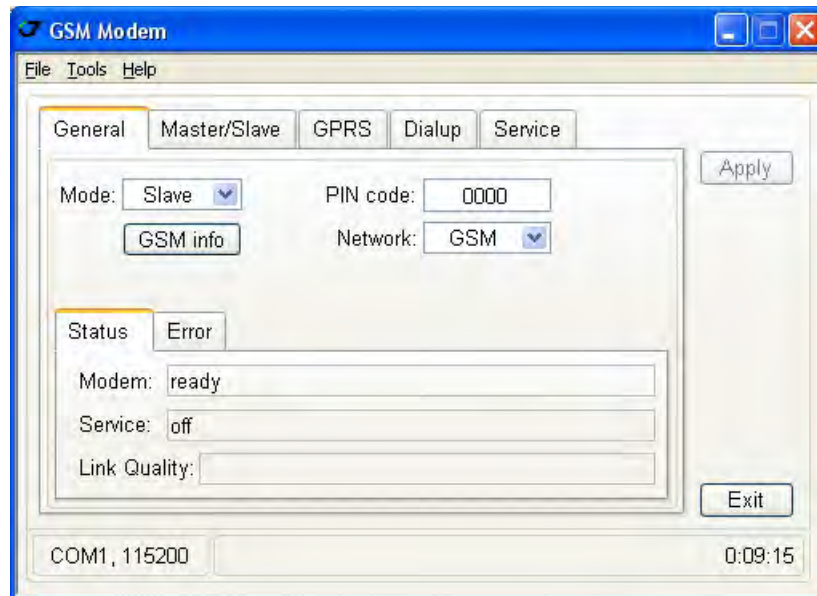 GSM Modem
File Tools Help
General Master/Slave GPRS Dialup Service
Apply
Mode: Slave PIN code: 0000
GSM info Network: GSM
Status Error
Modem: ready
Service: off
Link Quality:
Exit
COM1, 115200 0:09:15